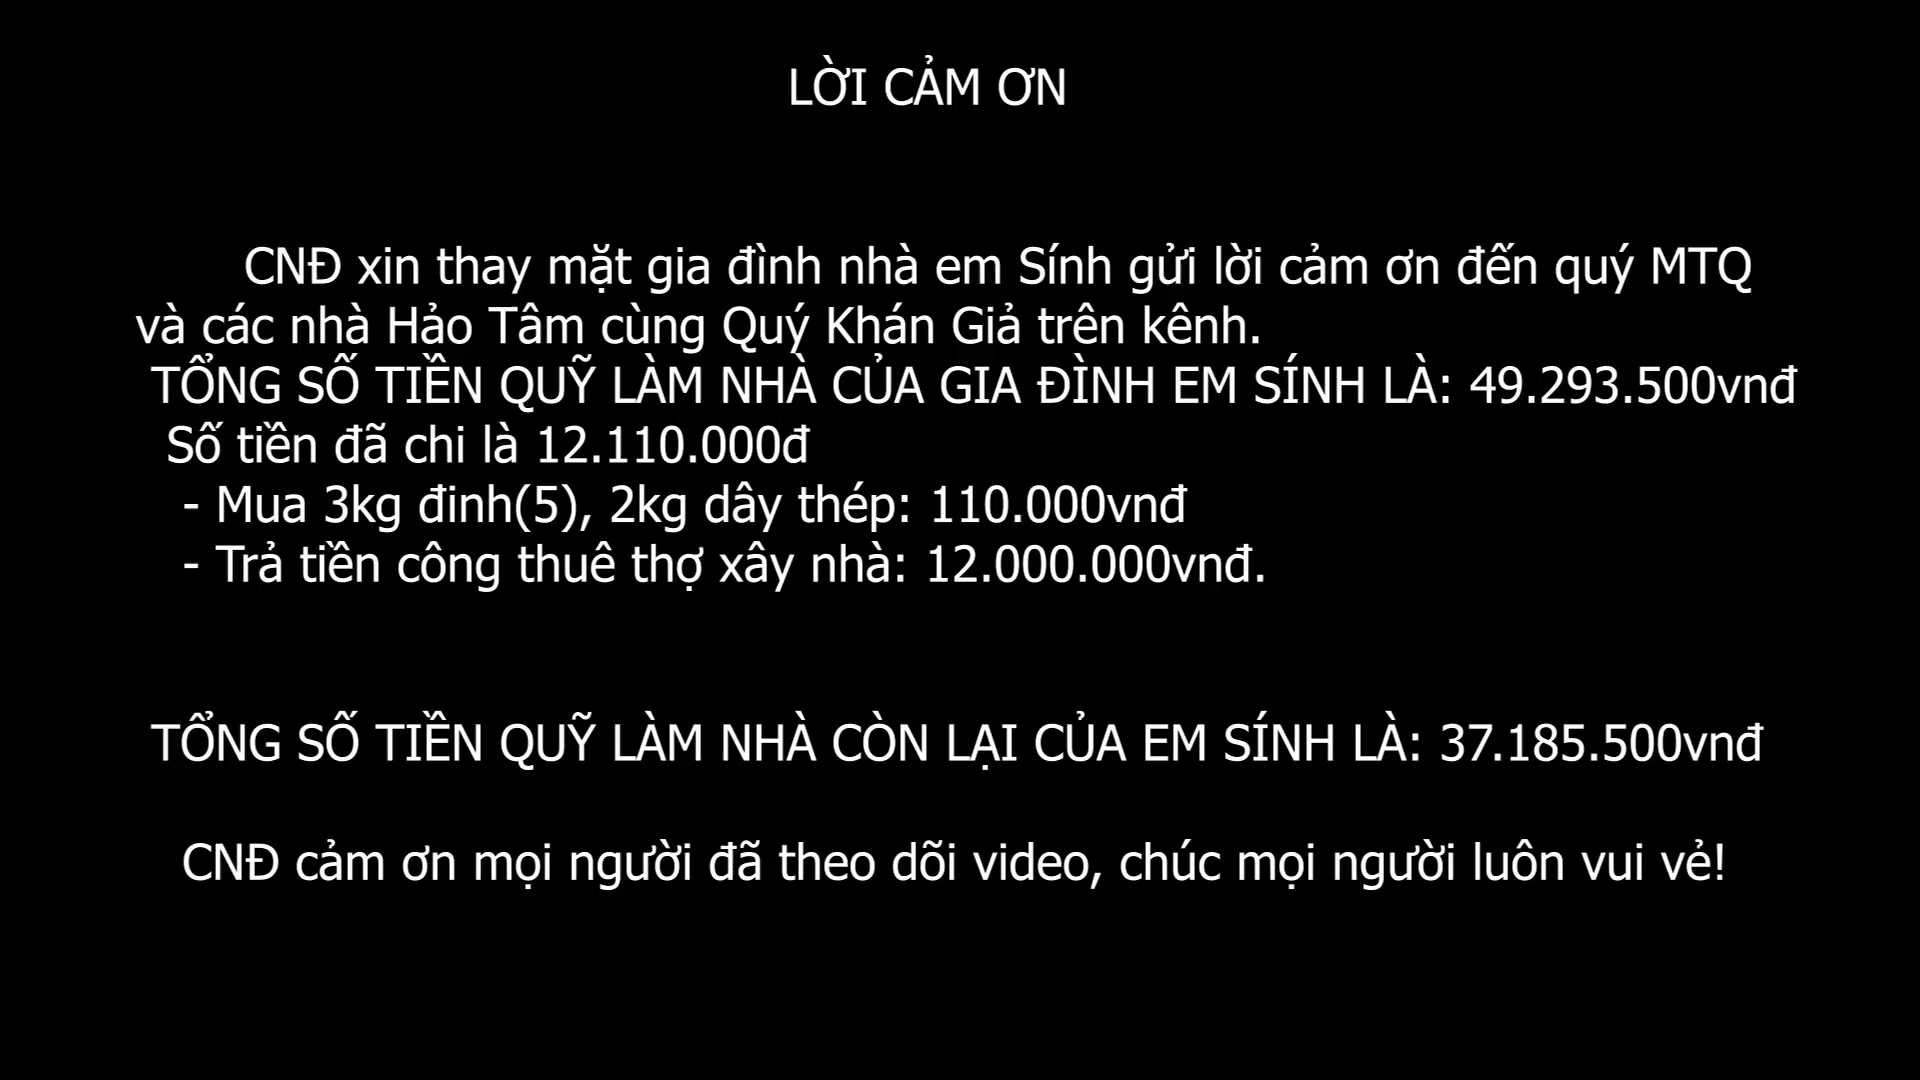 LỜI CẢM ƠN
CNĐ xin thay mặt gia đình nhà em Sính gửi lời cảm ơn đến quý MTQ
và các nhà Hảo Tâm cùng Quý Khán Giả trên kênh.
TỔNG SỐ TIỀN QUỸ LÀM NHÀ CỦA GIA ĐÌNH EM SÍNH LÀ: 49.293.500vnđ
Số tiền đã chi là 12.110.000đ
- Mua 3kg đinh(5), 2kg dây thép: 110.000vnđ
- Trả tiền công thuê thợ xây nhà: 12.000.000vnđ.
TỔNG SỐ TIỀN QUỸ LÀM NHÀ CÒN LẠI CỦA EM SÍNH LÀ: 37.185.500vnđ
CNĐ cảm ơn mọi người đã theo dõi video, chúc mọi người luôn vui vẻ!